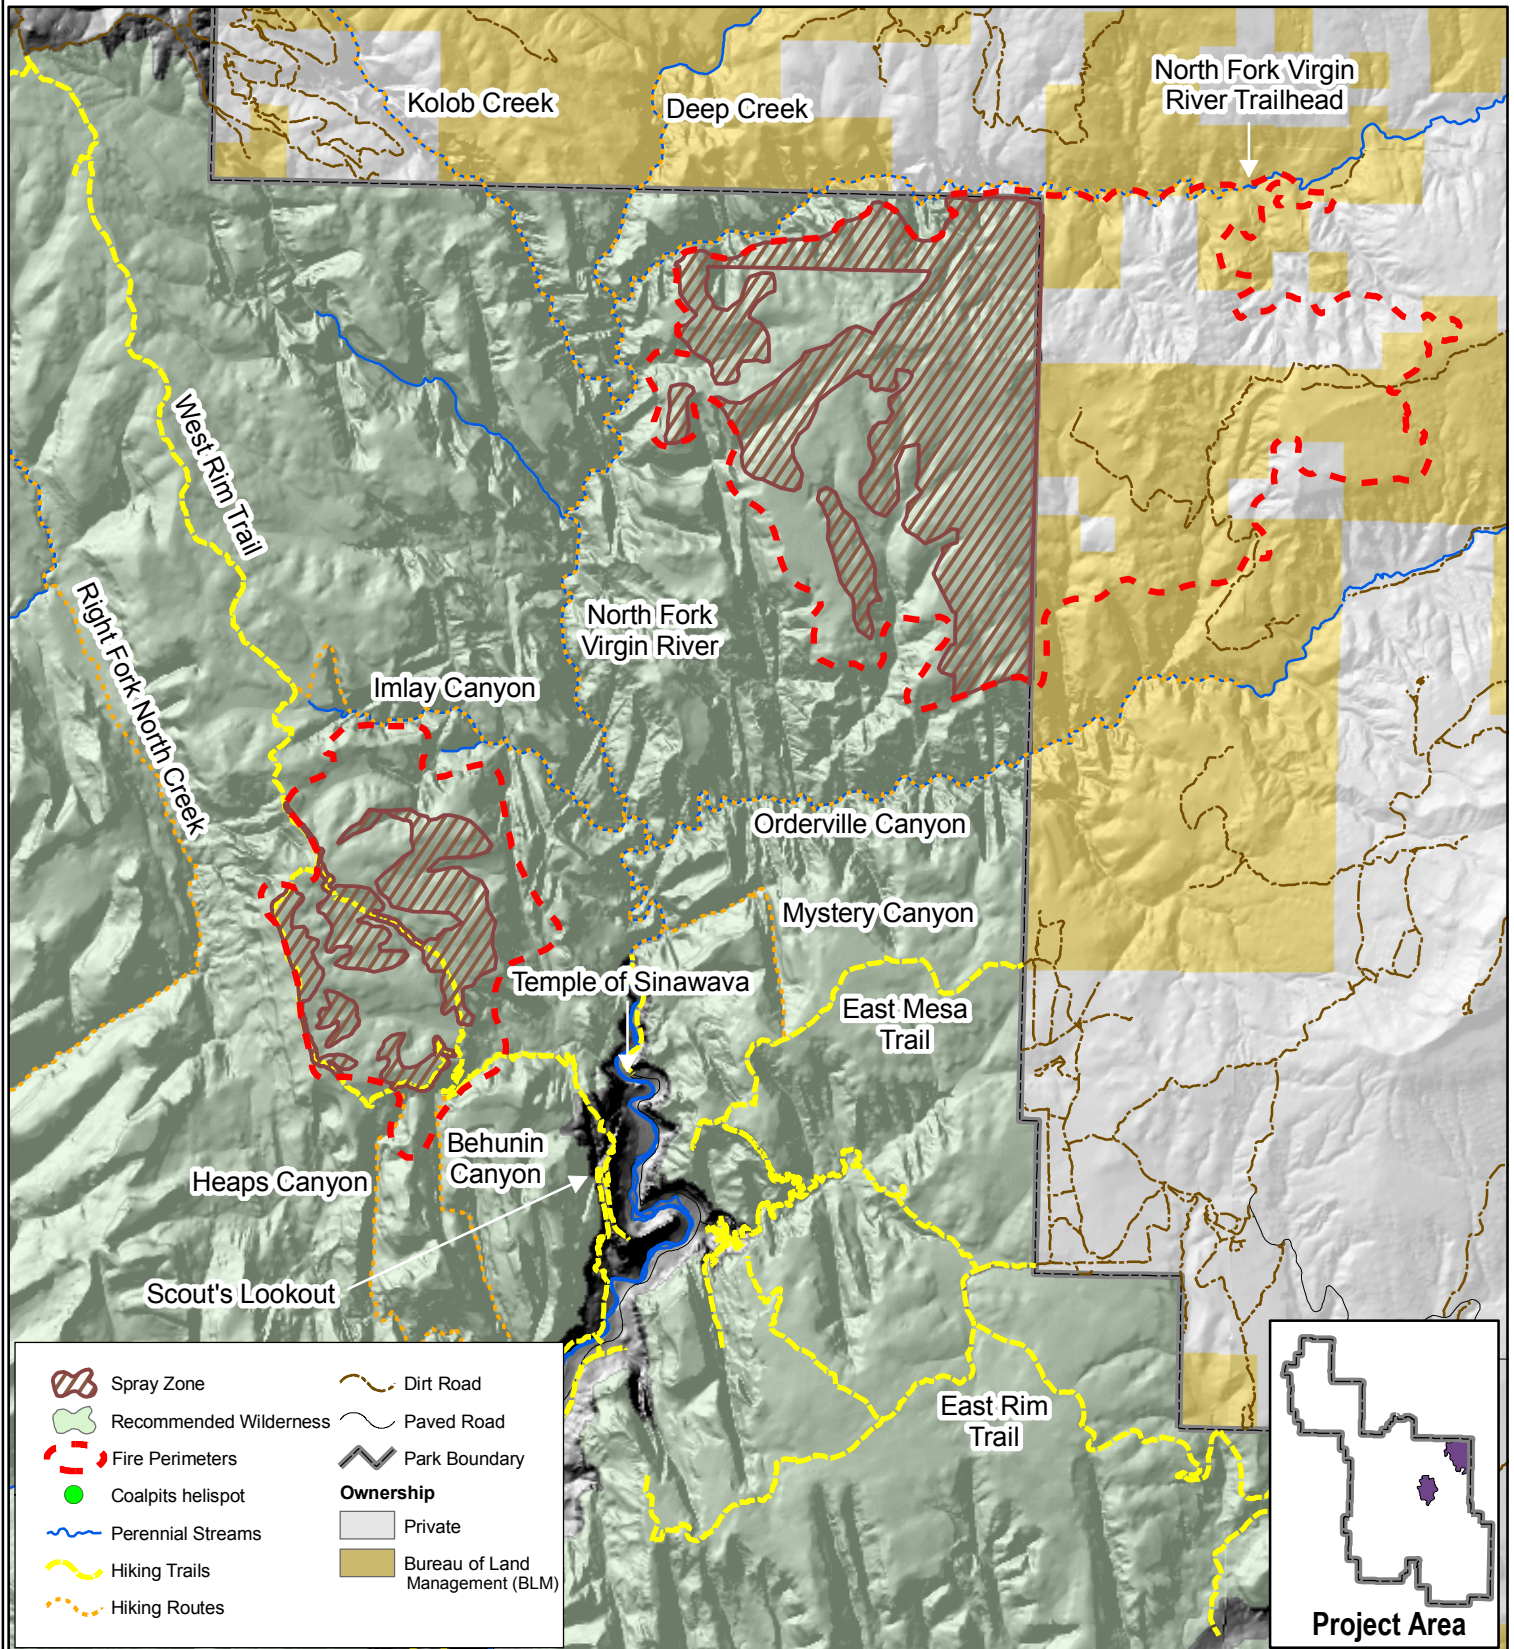 Kolob Creek
Deep Creek
North Fork Virgin
River Trailhead
West Rim Trail
Right Fork North Creek
North Fork
Virgin River
Imlay Canyon
Orderville Canyon
Mystery Canyon
Temple of Sinawava
East Mesa
Trail
Behunin
Canyon
Heaps Canyon
Scout's Lookout
East Rim
Trail
Spray Zone
Recommended Wilderness
Fire Perimeters
Coalpits helispot
Perennial Streams
Hiking Trails
Hiking Routes
Dirt Road
Paved Road
Park Boundary
Ownership
Private
Bureau of Land
Management (BLM)
Project Area